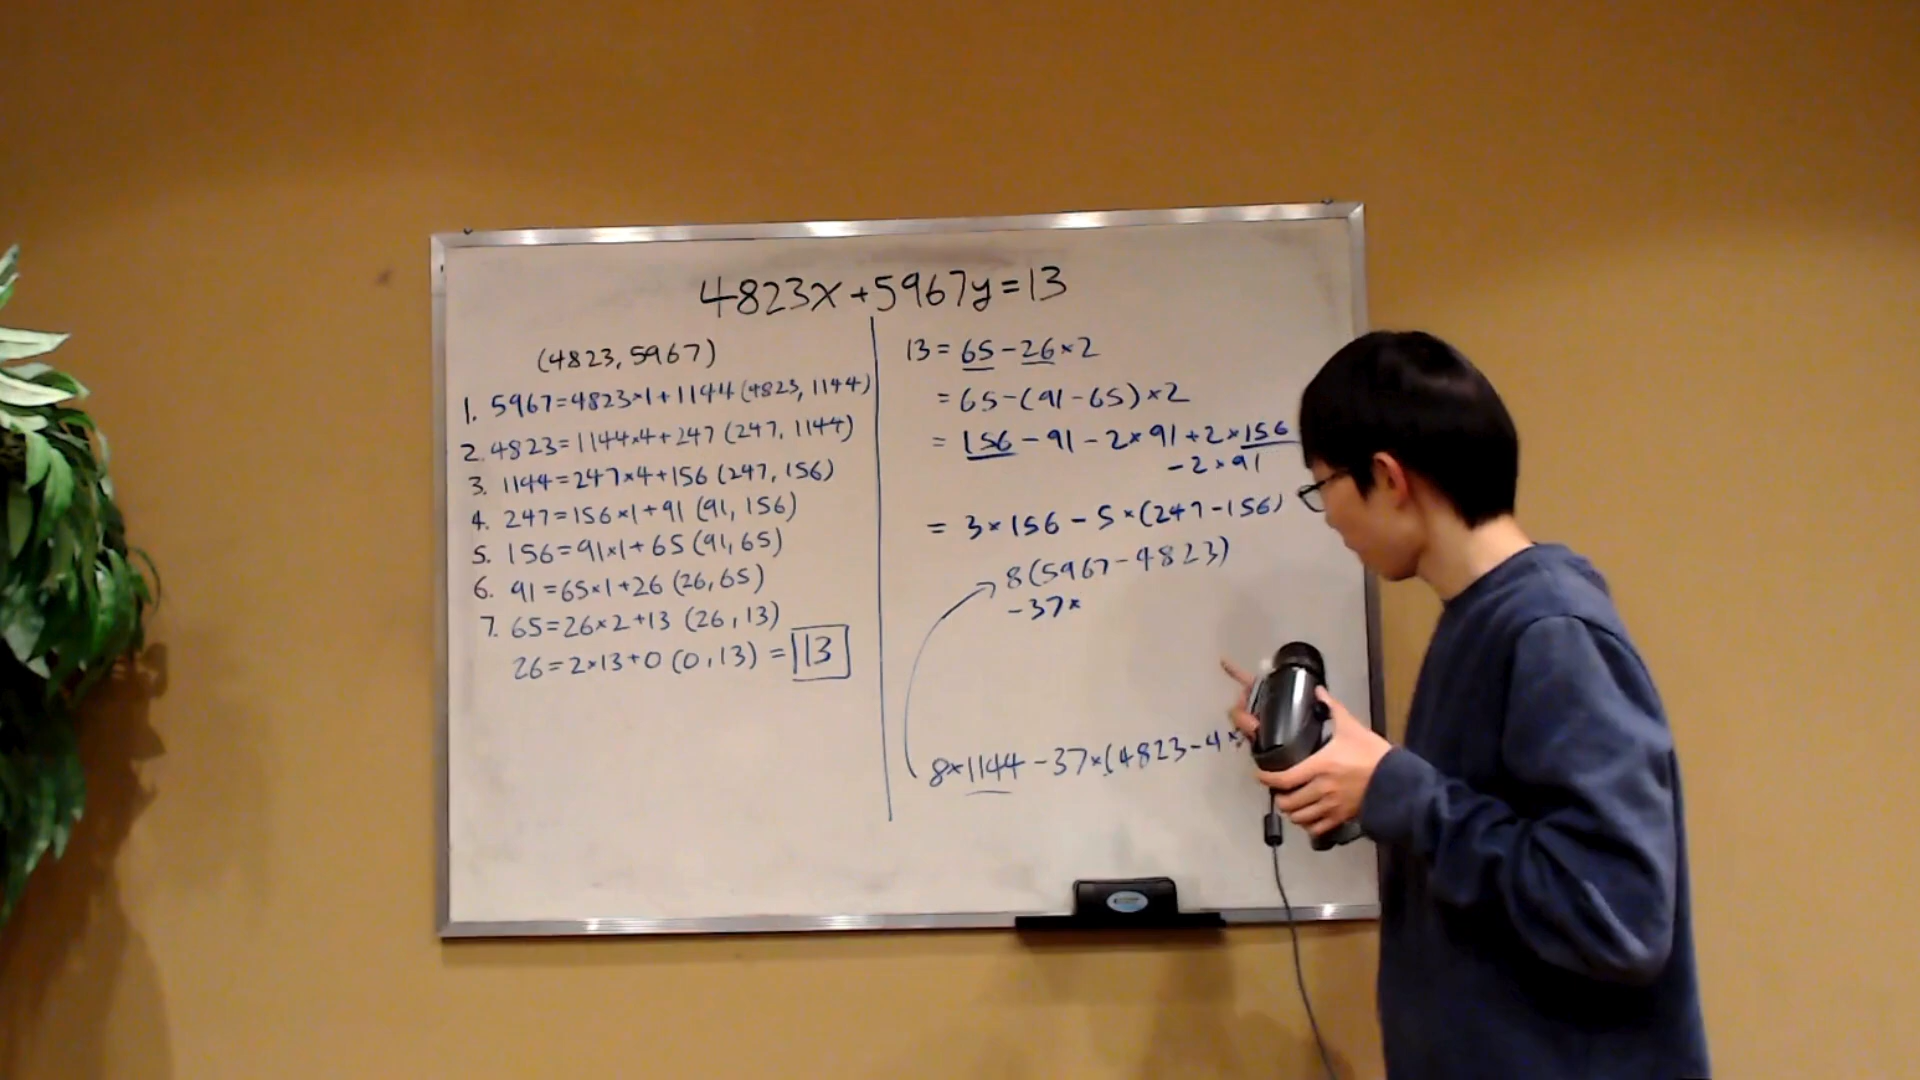 4823x+5967y=13
(4823,5967)
1. 5967=4823×1+1144 (4823, 1144)
2. 4823=1144×4+247 (247, 1144)
3. 1144=247×4+156 (247, 156)
4. 247=156×1+91 (91, 156)
5. 156=91×1+65 (91, 65)
6. 91=65×1+26 (26,65)
7. 65=26×2+13 (26, 13)
26=2×13+0 (0, 13) = 13
13= 65-26×2
= 65-(91-65)×2
= 156-91-2×91+2×156
-2×91
= 3×156-5×(247-156)
8(5967-4823)
-37×
8×1144-37×(4823-4×